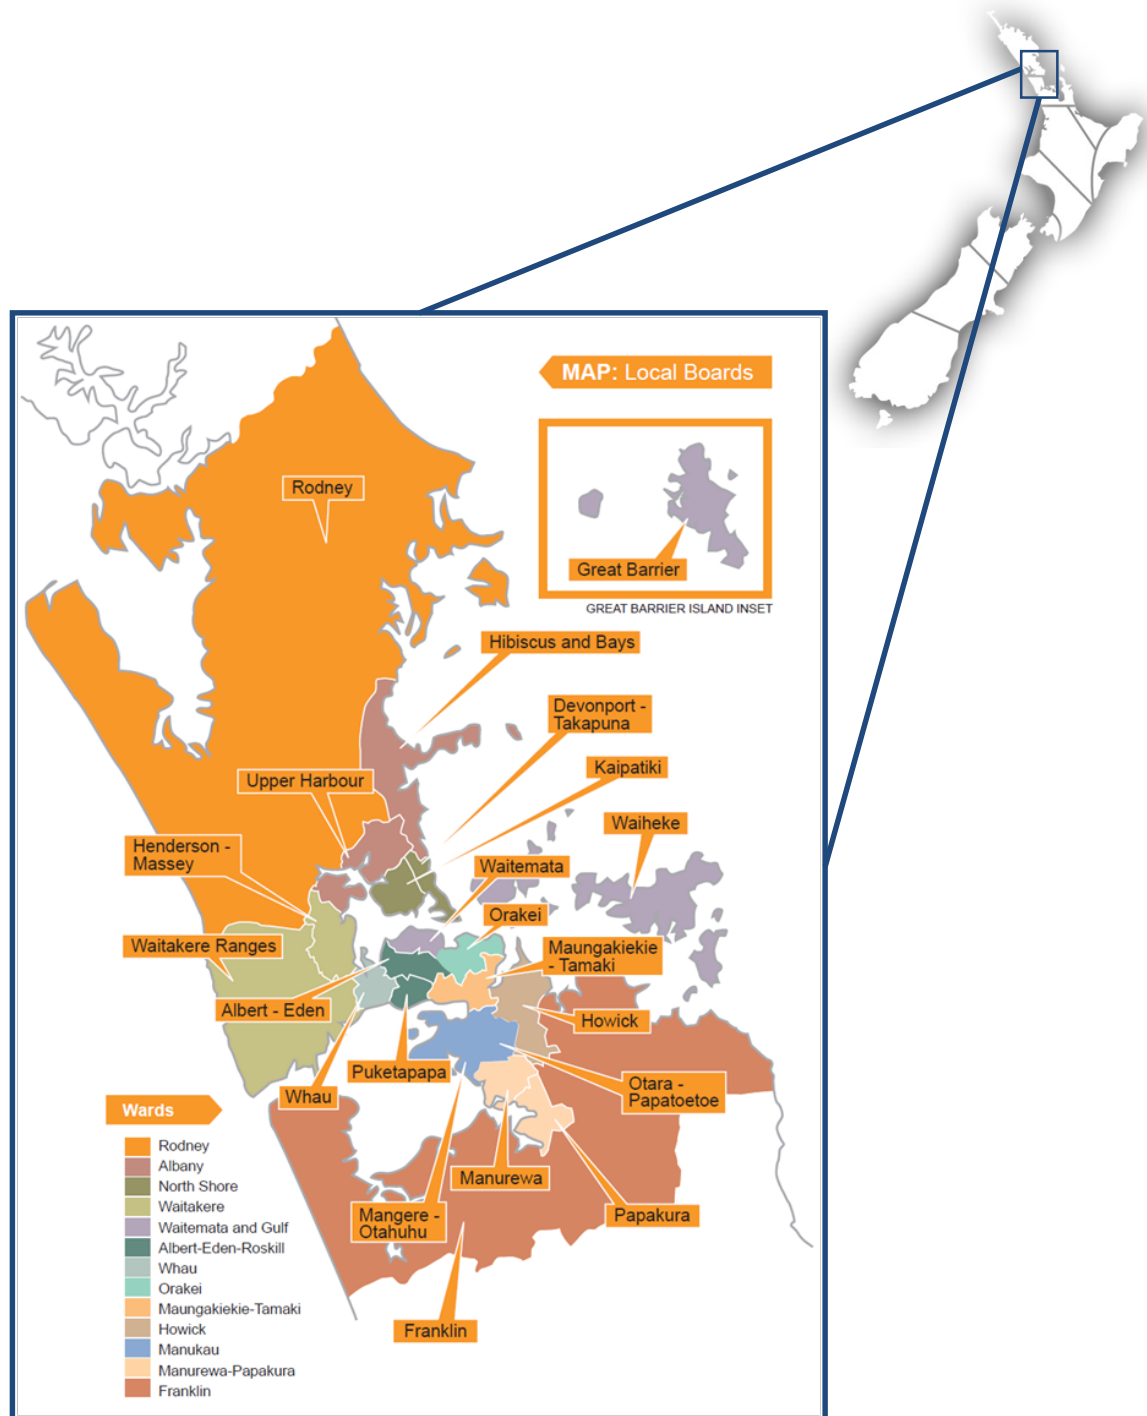 MAP: Local Boards
Rodney
Great Barrier
GREAT BARRIER ISLAND INSET
Hibiscus and Bays
Devonport -
Takapuna
Kaipatiki
Upper Harbour
Waiheke
Henderson -
Massey
Waitemata
Orakei
Waitakere Ranges
Maungakiekie
- Tamaki
Albert - Eden
Howick
Puketapapa
Whau
Otara -
Papatoetoe
Manurewa
Mangere -
Otahuhu
Papakura
Franklin
Wards
Rodney
Albany
North Shore
Waitakere
Waitemata and Gulf
Albert-Eden-Roskill
Whau
Orakei
Maungakiekie-Tamaki
Howick
Manukau
Manurewa-Papakura
Franklin